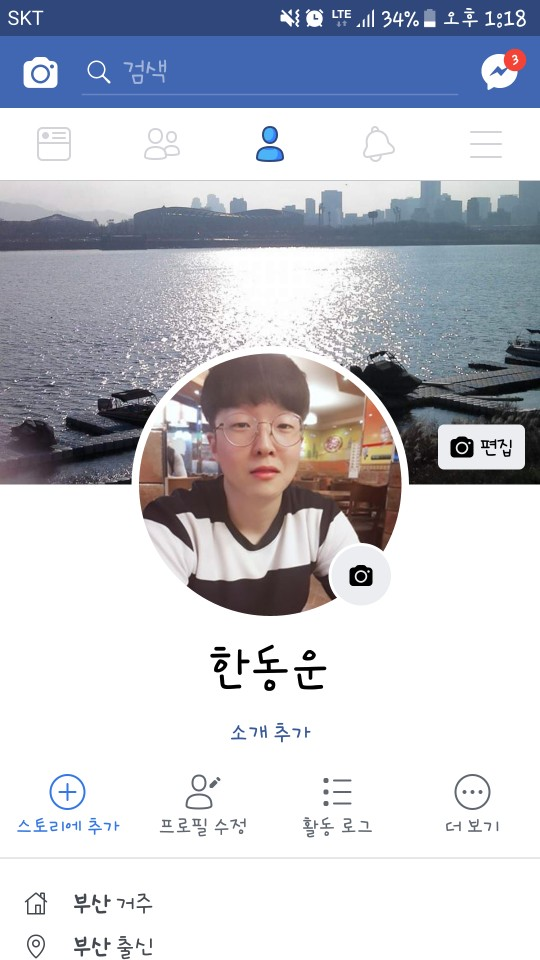 SKT LTE 34% 오후 1:18
검색 3
편집
한동운
소개 추가
스토리에 추가 프로필 수정 활동 로그 더 보기
부산 거주
부산 출신